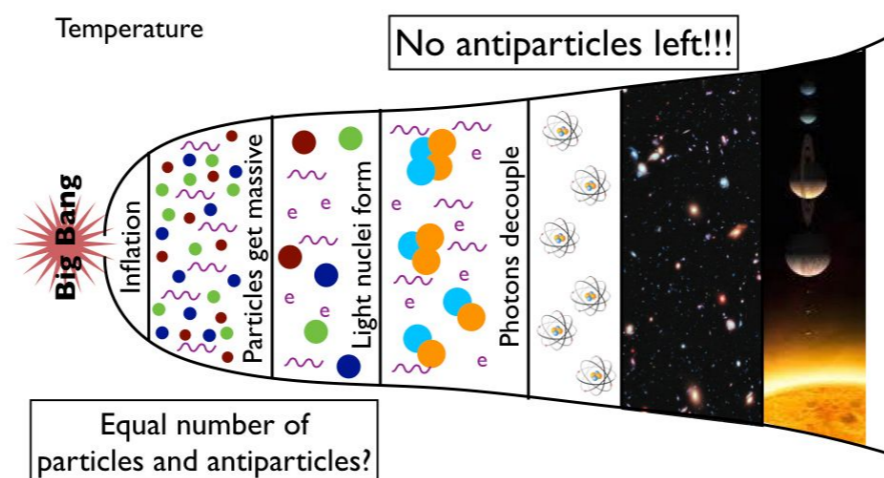 Temperature
No antiparticles left!!!
Big Bang
Inflation
Particles get massive
e
e
e
e
Light nuclei form
e
e
e
e
e
Photons decouple
Equal number of
particles and antiparticles?